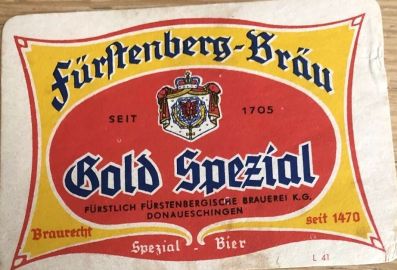 Fürstenberg-Bräu
SEIT 1705
Gold Spezial
FÜRSTLICH FÜRSTENBERGISCHE BRAUEREI K.G.
DONAUESCHINGEN
Braurecht seit 1470
Spezial - Bier
L 41